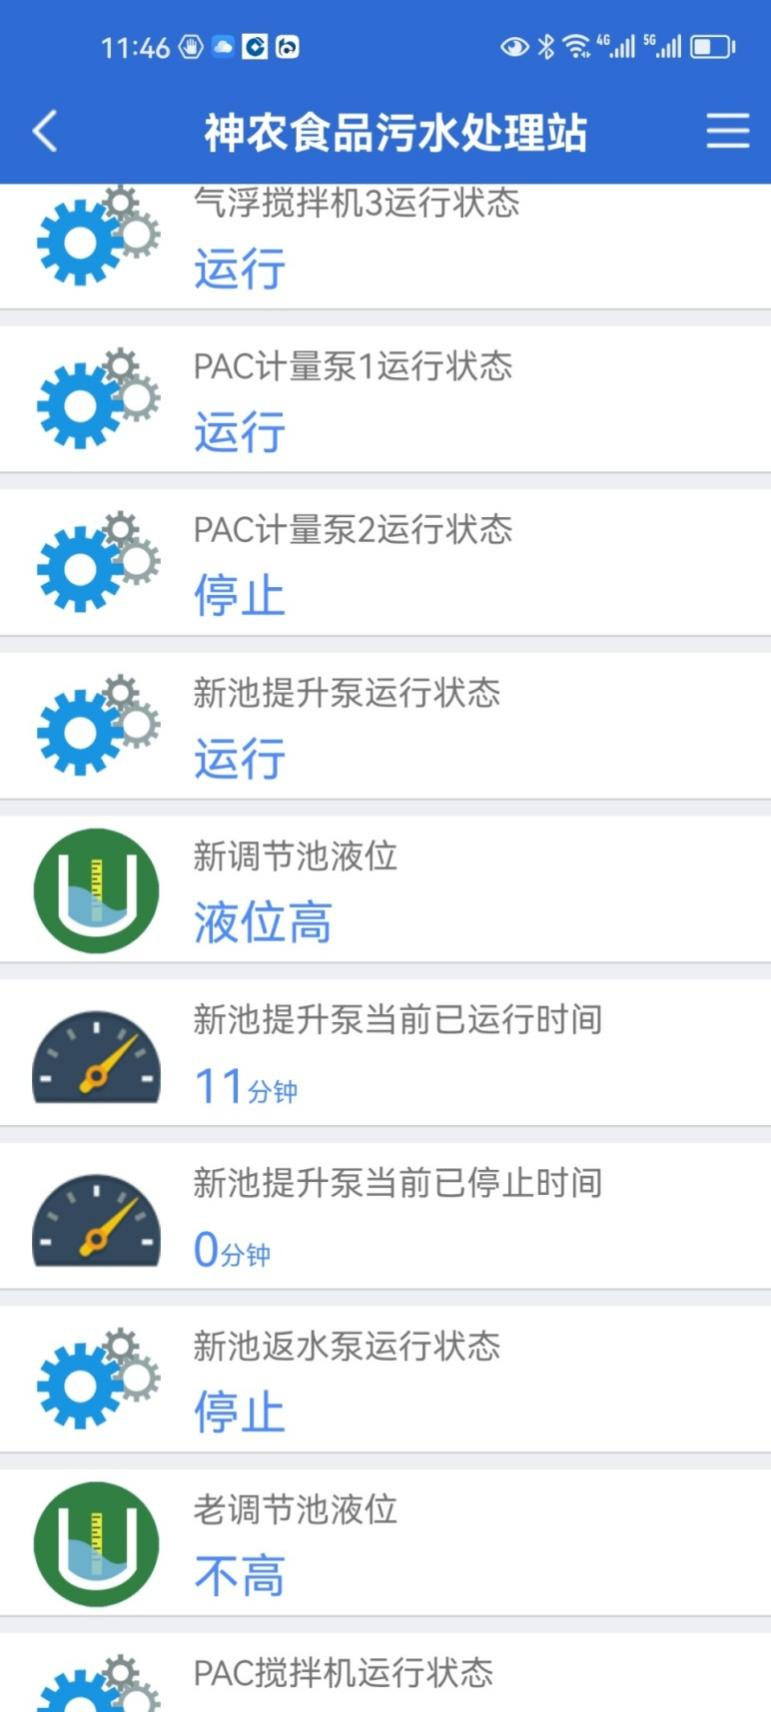 11:46
4G
5G
神农食品污水处理站
气浮搅拌机3运行状态
运行
PAC计量泵1运行状态
运行
PAC计量泵2运行状态
停止
新池提升泵运行状态
运行
新调节池液位
液位高
新池提升泵当前已运行时间
11分钟
新池提升泵当前已停止时间
0分钟
新池返水泵运行状态
停止
老调节池液位
不高
PAC搅拌机运行状态